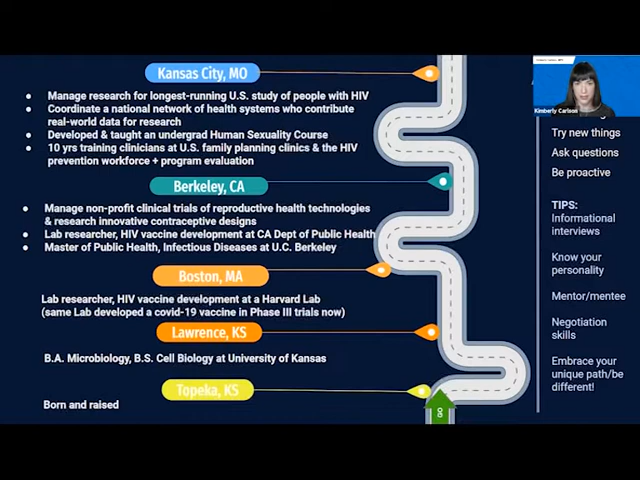 Kansas City, MO
Manage research for longest-running U.S. study of people with HIV
Coordinate a national network of health systems who contribute
real-world data for research
Developed & taught an undergrad Human Sexuality Course
10 yrs training clinicians at U.S. family planning clinics & the HIV
prevention workforce + program evaluation
Berkeley, CA
Manage non-profit clinical trials of reproductive health technologies
& research innovative contraceptive designs
Lab researcher, HIV vaccine development at CA Dept of Public Health
Master of Public Health, Infectious Diseases at U.C. Berkeley
Boston, MA
Lab researcher, HIV vaccine development at a Harvard Lab
(same Lab developed a covid-19 vaccine in Phase III trials now)
Lawrence, KS
B.A. Microbiology, B.S. Cell Biology at University of Kansas
Topeka, KS
Born and raised
Kimberly Carlson
Try new things
Ask questions
Be proactive
TIPS:
Informational
interviews
Know your
personality
Mentor/mentee
Negotiation
skills
Embrace your
unique path/be
different!